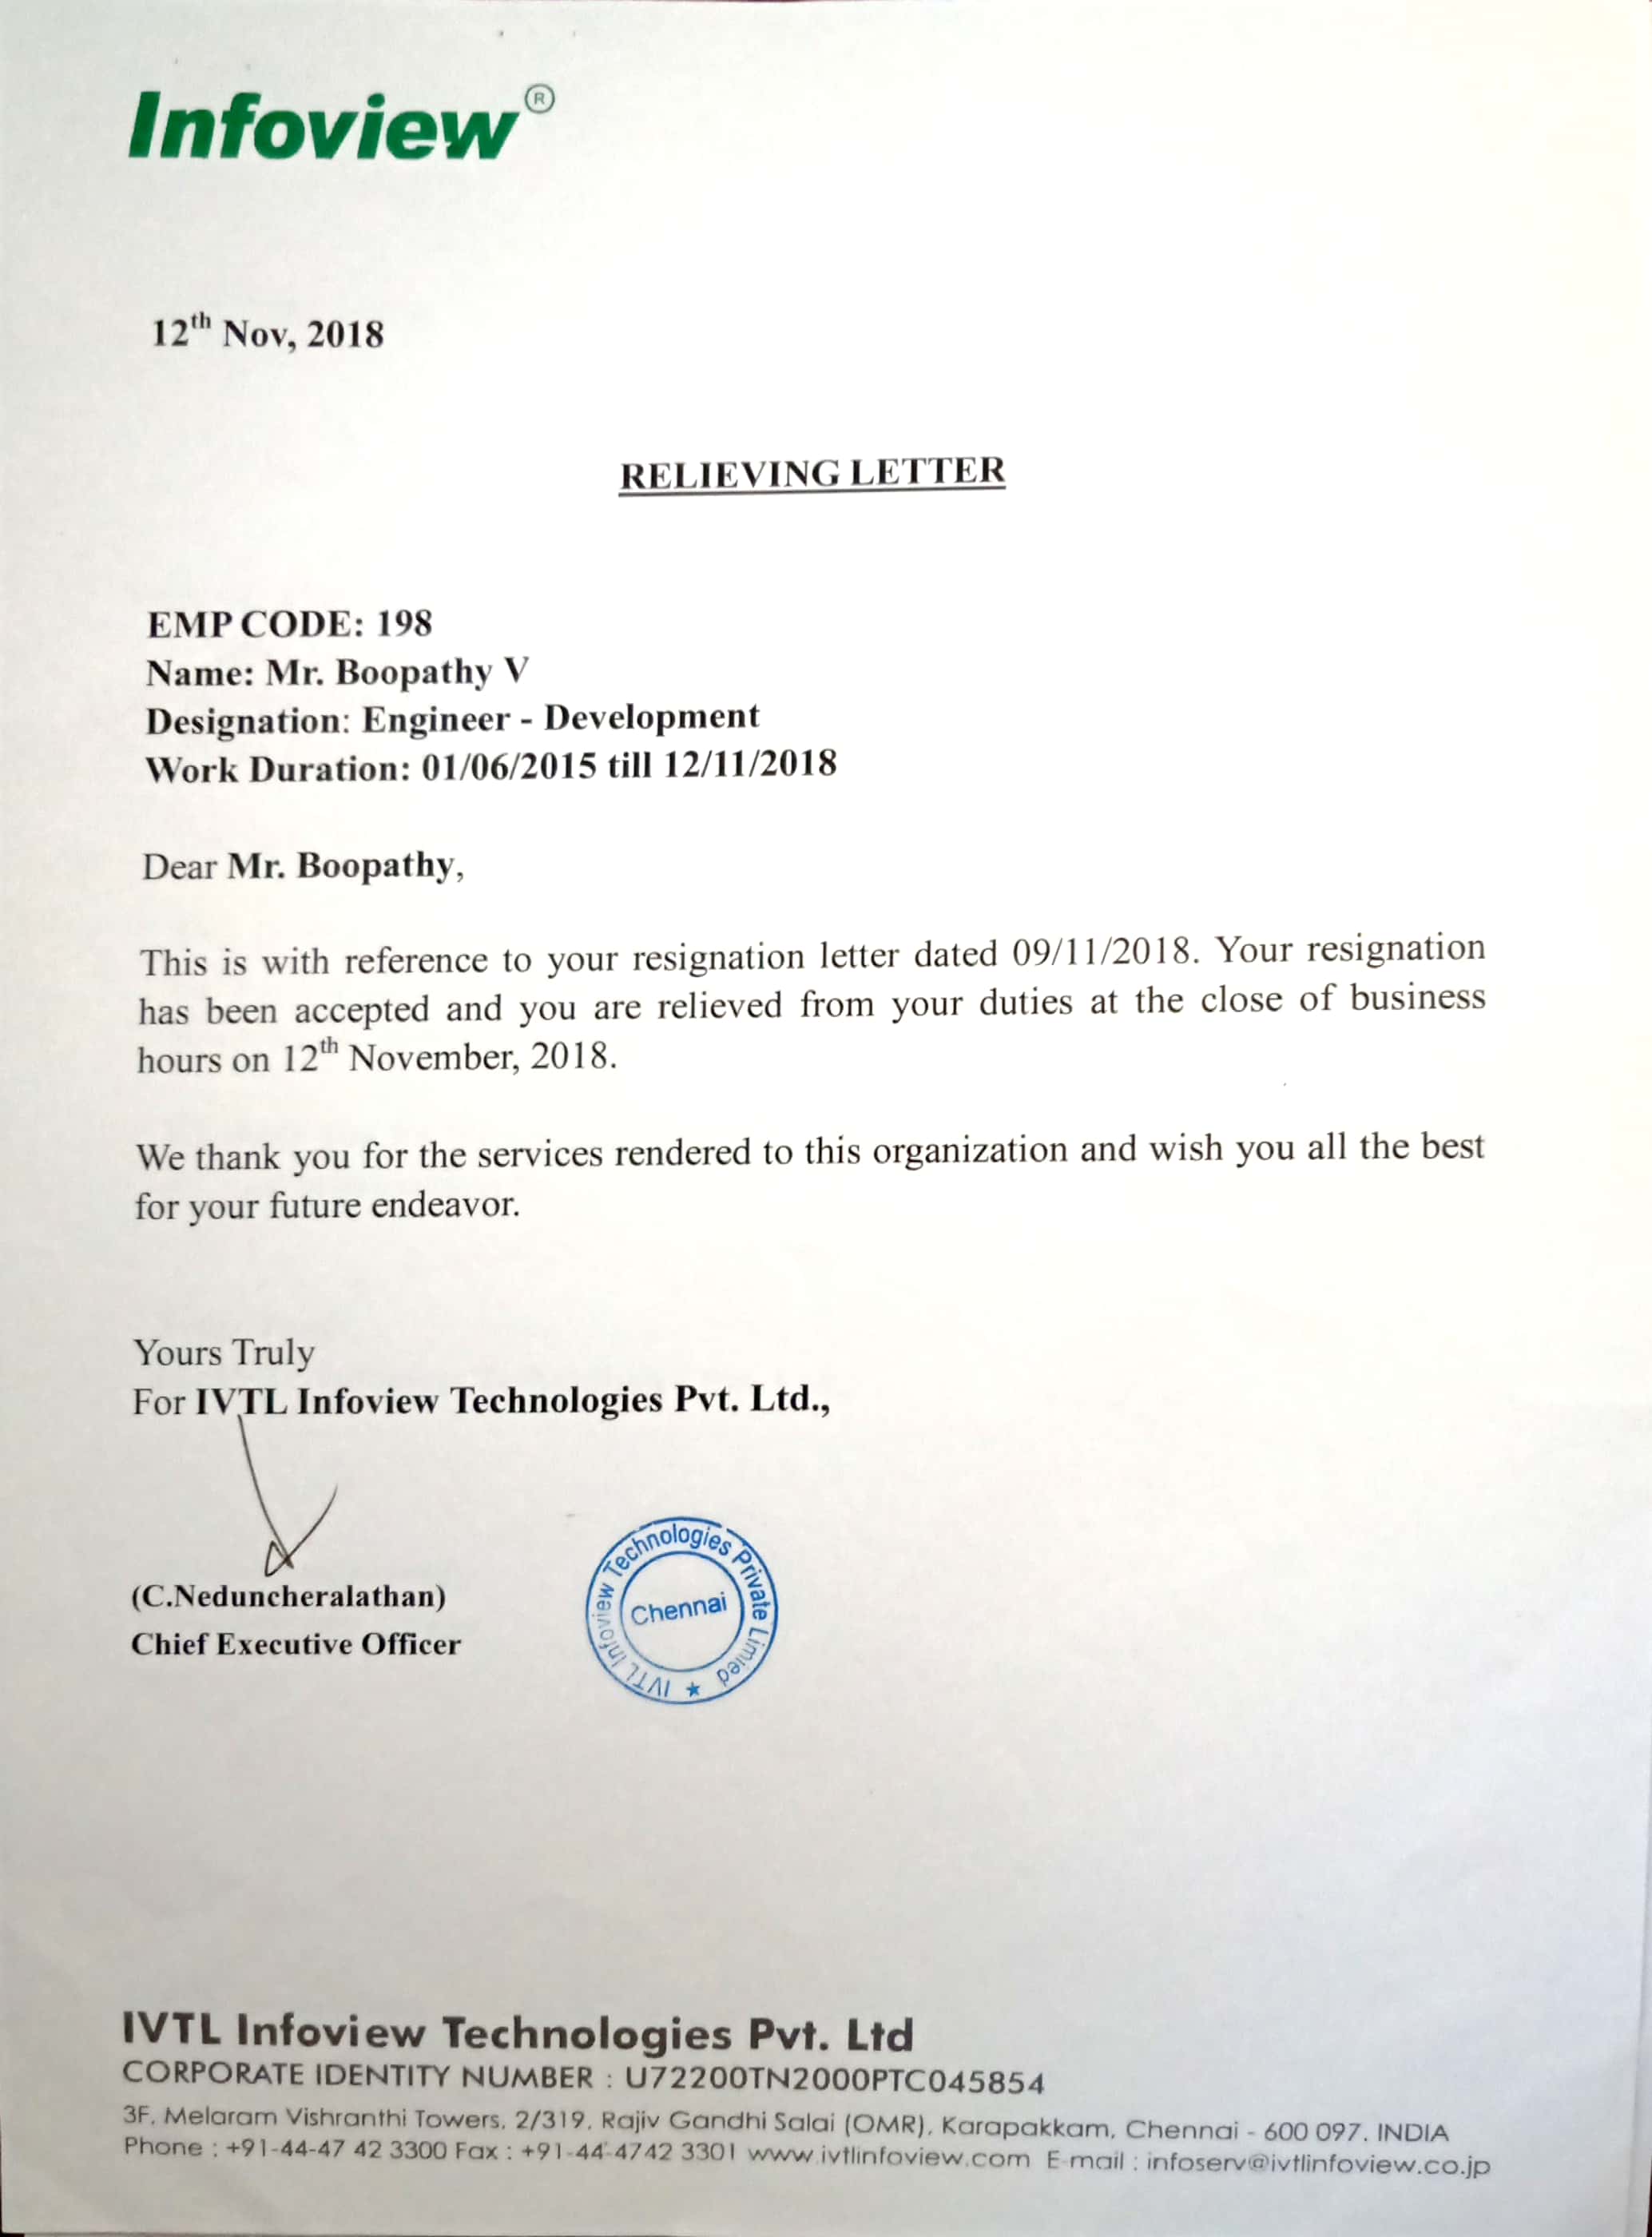 Infoview®
12th Nov, 2018
RELIEVING LETTER
EMP CODE: 198
Name: Mr. Boopathy V
Designation: Engineer - Development
Work Duration: 01/06/2015 till 12/11/2018
Dear Mr. Boopathy,
This is with reference to your resignation letter dated 09/11/2018. Your resignation
has been accepted and you are relieved from your duties at the close of business
hours on 12th November, 2018.
We thank you for the services rendered to this organization and wish you all the best
for your future endeavor.
Yours Truly
For IVTL Infoview Technologies Pvt. Ltd.,
(C.Neduncheralathan)
Chief Executive Officer
IVTL Infoview Technologies Private Limied ★
Chennai
IVTL Infoview Technologies Pvt. Ltd
CORPORATE IDENTITY NUMBER : U72200TN2000PTC045854
3F, Melaram Vishranthi Towers, 2/319, Rajiv Gandhi Salai (OMR), Karapakkam, Chennai - 600 097. INDIA
Phone : +91-44-47 42 3300 Fax : +91-44-4742 3301 www.ivtlinfoview.com E-mail : infoserv@ivtlinfoview.co.jp